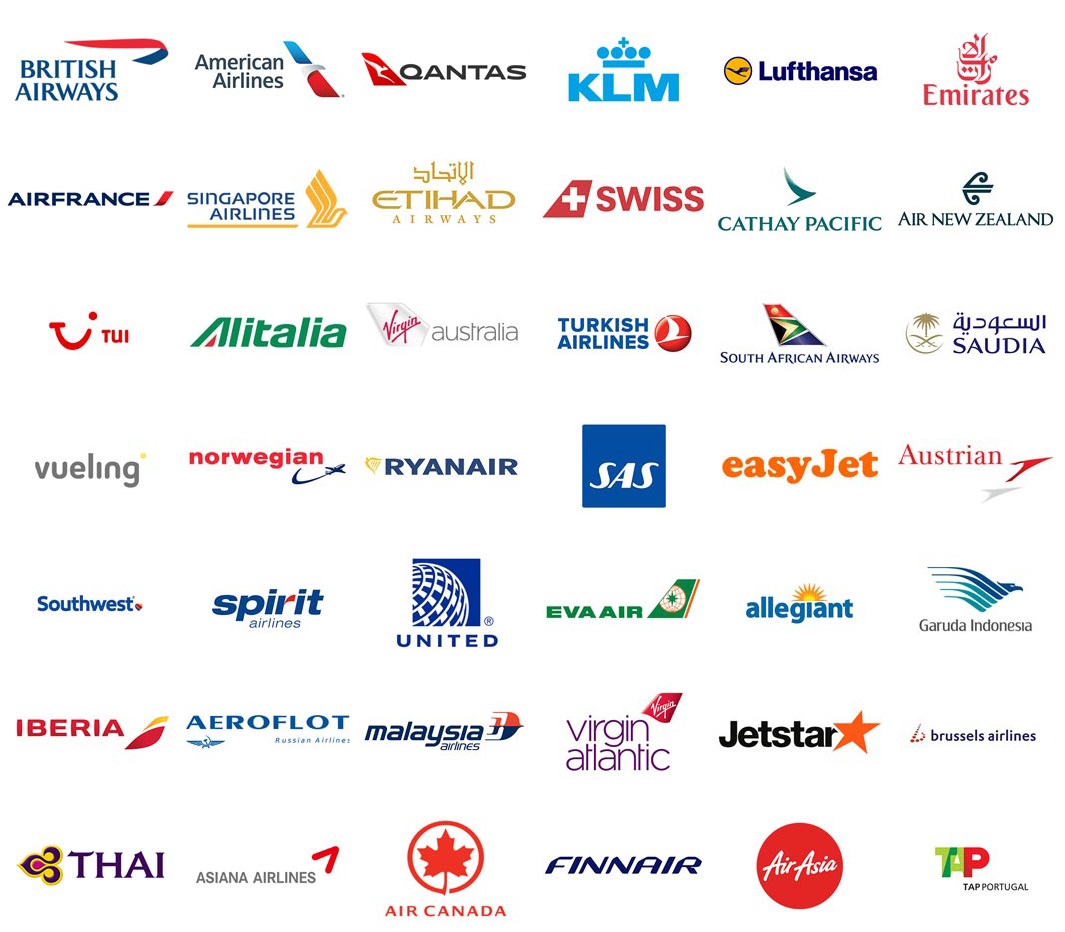 BRITISH
AIRWAYS
American
Airlines
QANTAS
KLM
Lufthansa
Emirates
AIRFRANCE
SINGAPORE
AIRLINES
الإتحاد
ETIHAD
AIRWAYS
SWISS
CATHAY PACIFIC
AIR NEW ZEALAND
TUI
Alitalia
Virgin australia
TURKISH
AIRLINES
SOUTH AFRICAN AIRWAYS
السعودية
SAUDIA
vueling
norwegian
RYANAIR
SAS
easyJet
Austrian
Southwest
spirit
airlines
UNITED®
EVA AIR
allegiant
Garuda Indonesia
IBERIA
AEROFLOT
Russian Airlines
malaysia
airlines
Virgin
virgin
atlantic
Jetstar
brussels airlines
THAI
ASIANA AIRLINES
AIR CANADA
FINNAIR
AirAsia
TAP
TAP PORTUGAL